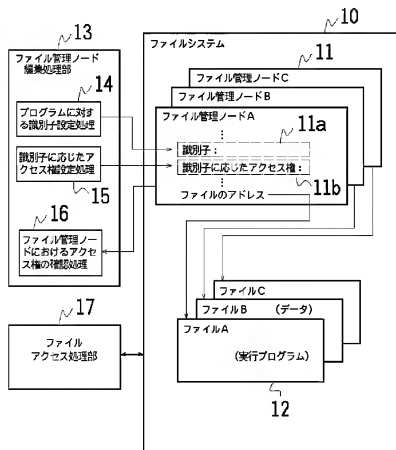 10
ファイルシステム
13
ファイル管理ノード
編集処理部
14
プログラムに対す
る識別子設定処理
識別子に応じたアク
セス権設定処理
15
16
ファイル管理ノー
ドにおけるアクセ
ス権の確認処理
17
ファイル
アクセス処理部
11
ファイル管理ノードC
ファイル管理ノードB
ファイル管理ノードA
⋮
11a
識別子：
識別子に応じたアクセス権：
⋮
11b
ファイルのアドレス
ファイルC
ファイルB (データ)
ファイルA
(実行プログラム)
12